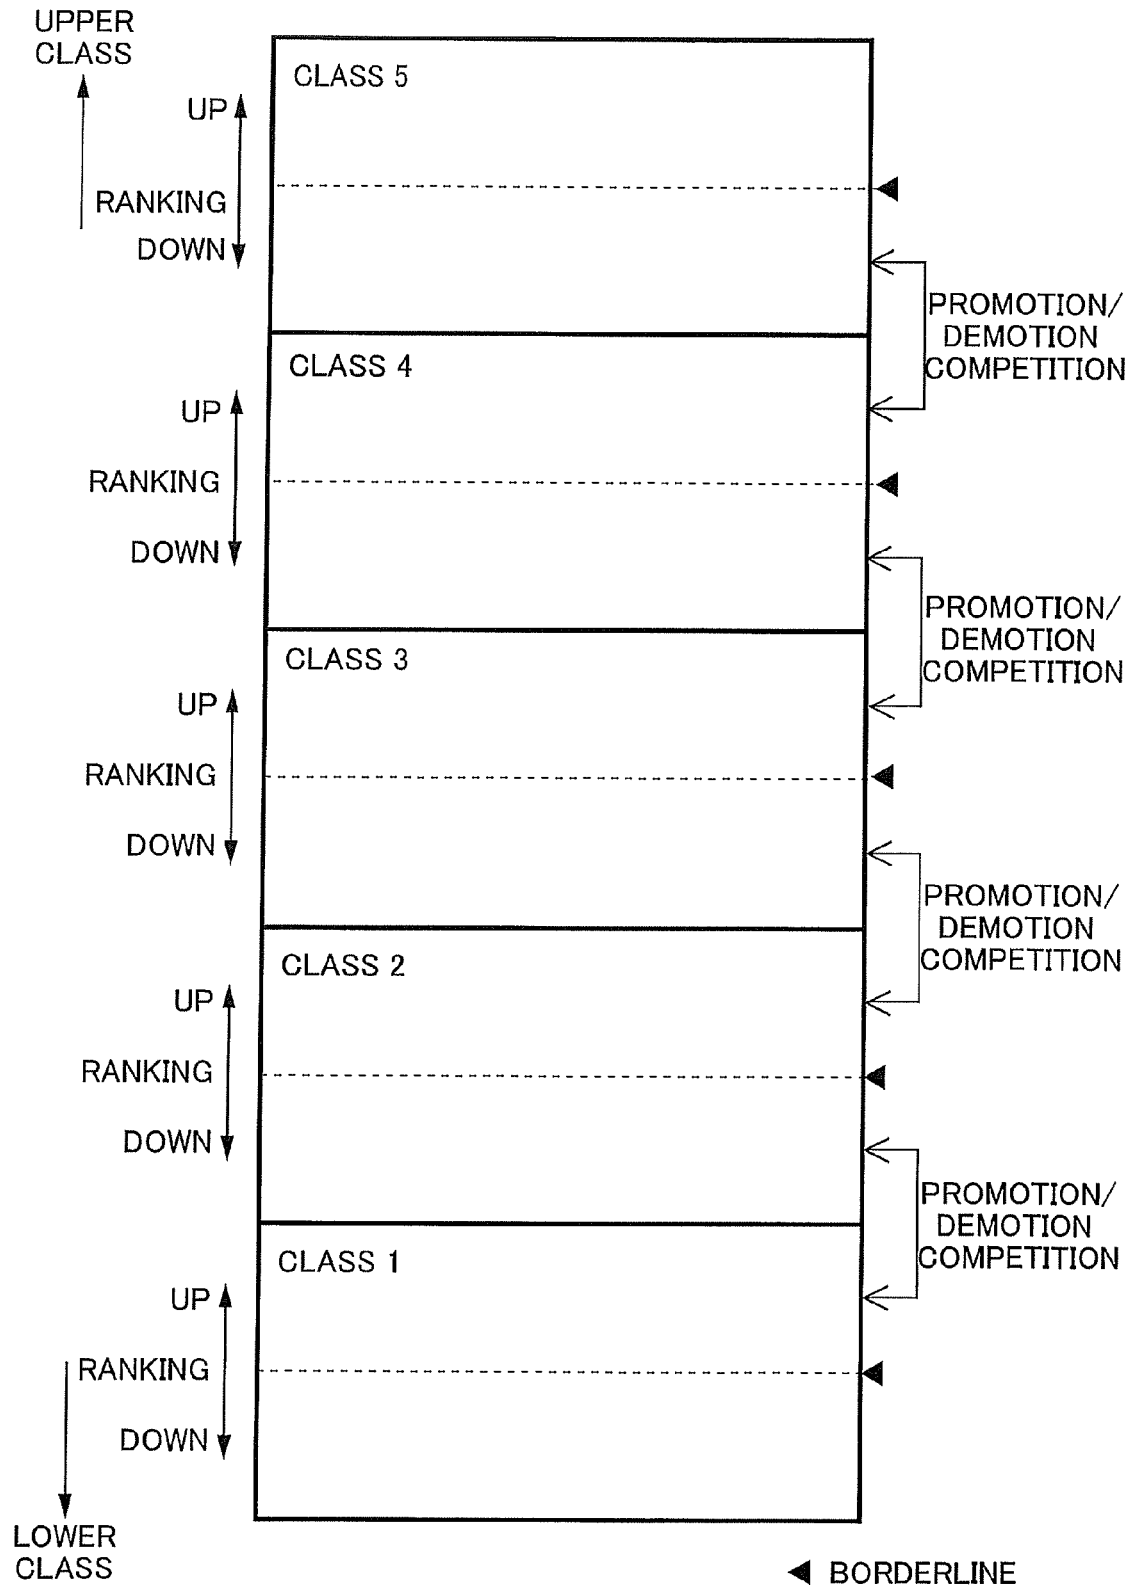 UPPER
CLASS
CLASS 5
UP
RANKING
DOWN
PROMOTION/
DEMOTION
COMPETITION
CLASS 4
UP
RANKING
DOWN
PROMOTION/
DEMOTION
COMPETITION
CLASS 3
UP
RANKING
DOWN
PROMOTION/
DEMOTION
COMPETITION
CLASS 2
UP
RANKING
DOWN
PROMOTION/
DEMOTION
COMPETITION
CLASS 1
UP
RANKING
DOWN
LOWER
CLASS
BORDERLINE